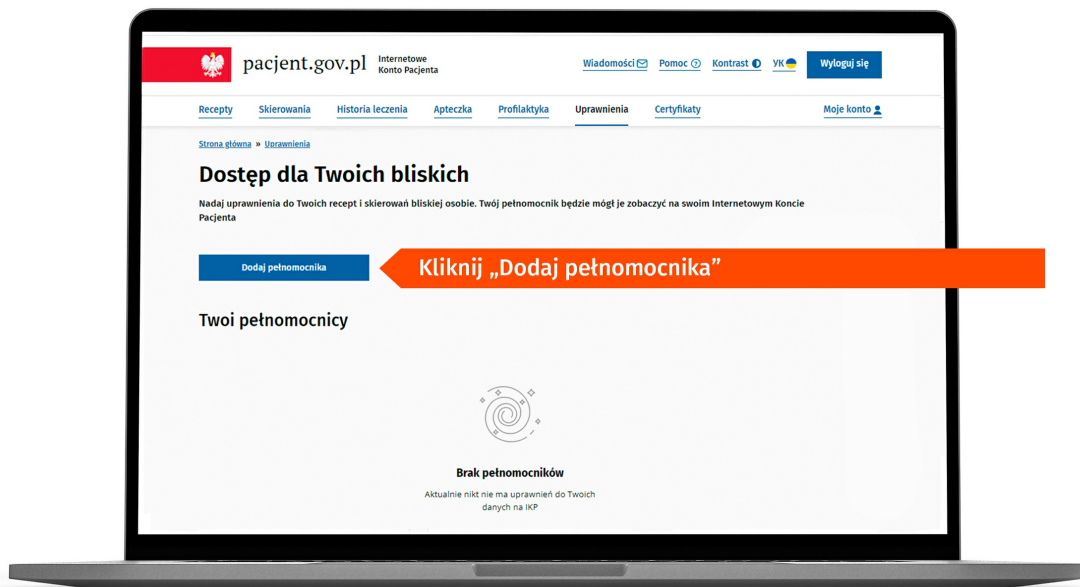 pacjent.gov.pl
Internetowe
Konto Pacjenta
Wiadomości
Pomoc
Kontrast
УК
Wyloguj się
Recepty
Skierowania
Historia leczenia
Apteczka
Profilaktyka
Uprawnienia
Certyfikaty
Moje konto
Strona główna » Uprawnienia
Dostęp dla Twoich bliskich
Nadaj uprawnienia do Twoich recept i skierowań bliskiej osobie. Twój pełnomocnik będzie mógł je zobaczyć na swoim Internetowym Koncie
Pacjenta
Dodaj pełnomocnika
Kliknij „Dodaj pełnomocnika”
Twoi pełnomocnicy
Brak pełnomocników
Aktualnie nikt nie ma uprawnień do Twoich
danych na IKP